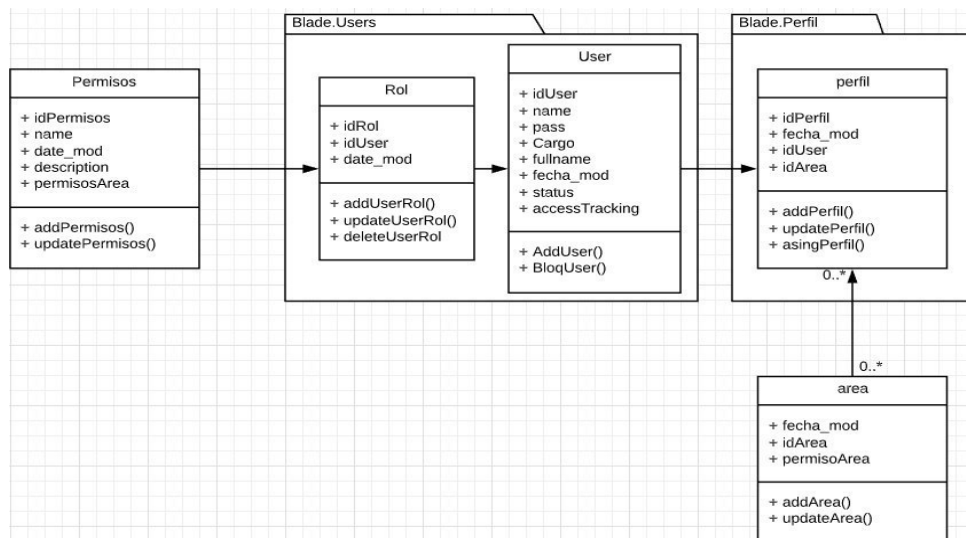 Blade.Users
Blade.Perfil
Permisos
+ idPermisos
+ name
+ date_mod
+ description
+ permisosArea
+ addPermisos()
+ updatePermisos()
Rol
+ idRol
+ idUser
+ date_mod
+ addUserRol()
+ updateUserRol()
+ deleteUserRol
User
+ idUser
+ name
+ pass
+ Cargo
+ fullname
+ fecha_mod
+ status
+ accessTracking
+ AddUser()
+ BloqUser()
perfil
+ idPerfil
+ fecha_mod
+ idUser
+ idArea
+ addPerfil()
+ updatePerfil()
+ asingPerfil()
0..*
0..*
area
+ fecha_mod
+ idArea
+ permisoArea
+ addArea()
+ updateArea()